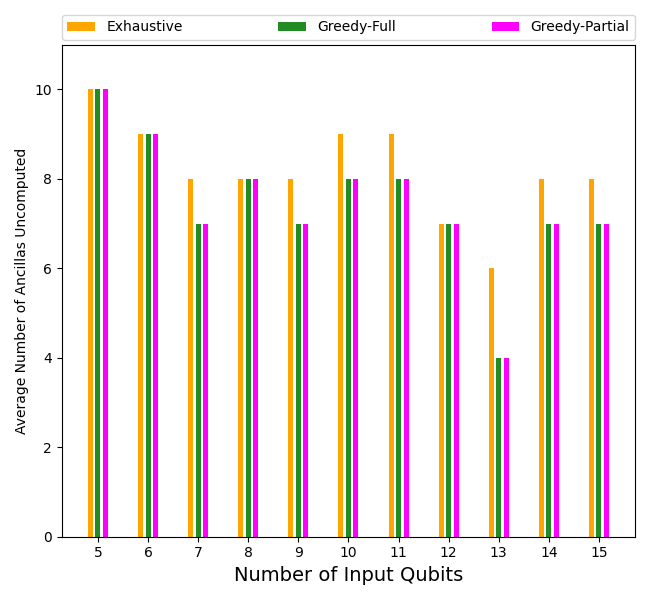 Exhaustive Greedy-Full Greedy-Partial
Average Number of Ancillas Uncomputed
10
8
6
4
2
0
5 6 7 8 9 10 11 12 13 14 15
Number of Input Qubits